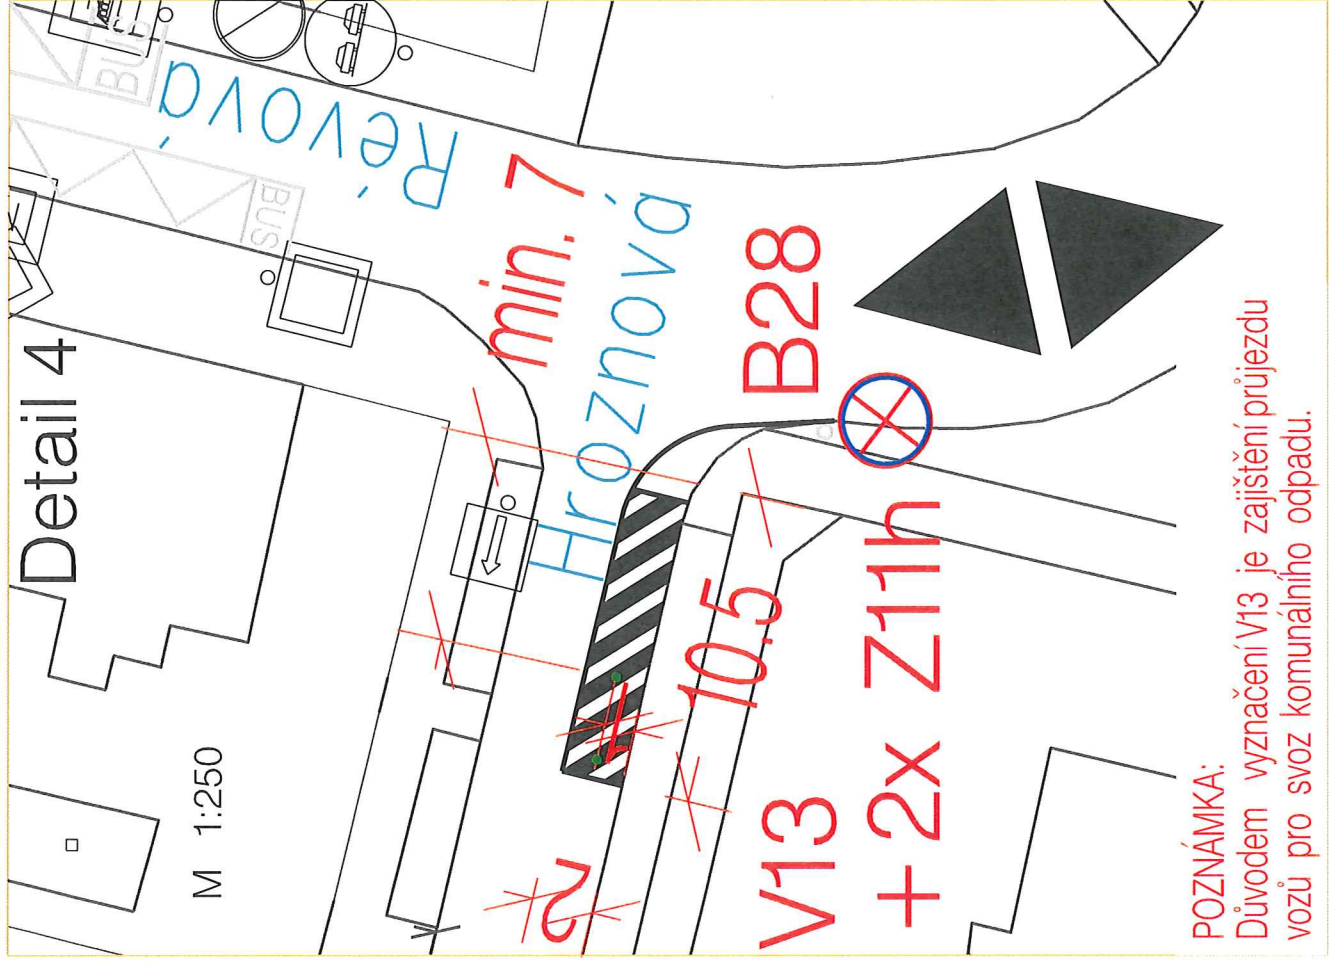 Detail 4
M 1:250
BUS
BUS
Révová
Hroznová
min. 7
B28
10.5
1
2
V13
+ 2x Z11h
POZNÁMKA:
Důvodem vyznačení V13 je zajištění průjezdu
vozů pro svoz komunálního odpadu.